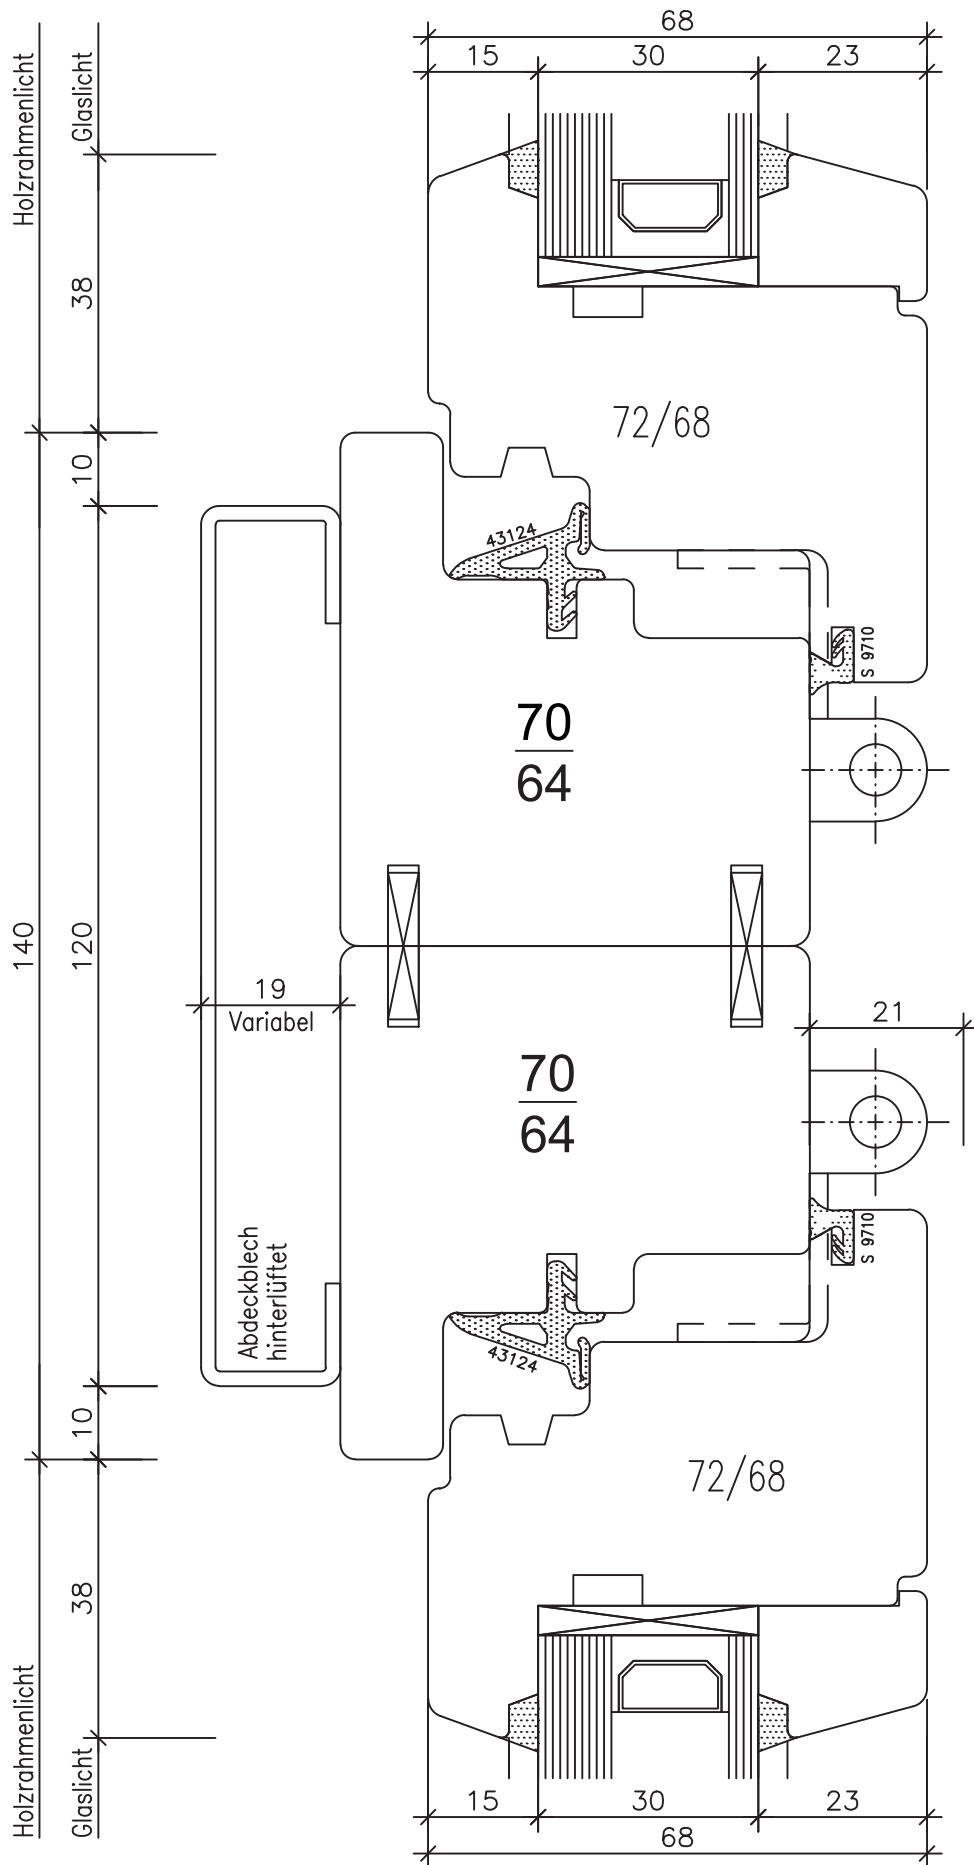 68
15 30 23
Holzrahmenlicht
Glaslicht
38
72/68
10
43124
S 9710
70
64
140
120
19
Variabel
21
70
64
Abdeckblech
hinterlüftet
S 9710
43124
10
72/68
38
Holzrahmenlicht
Glaslicht
15 30 23
68